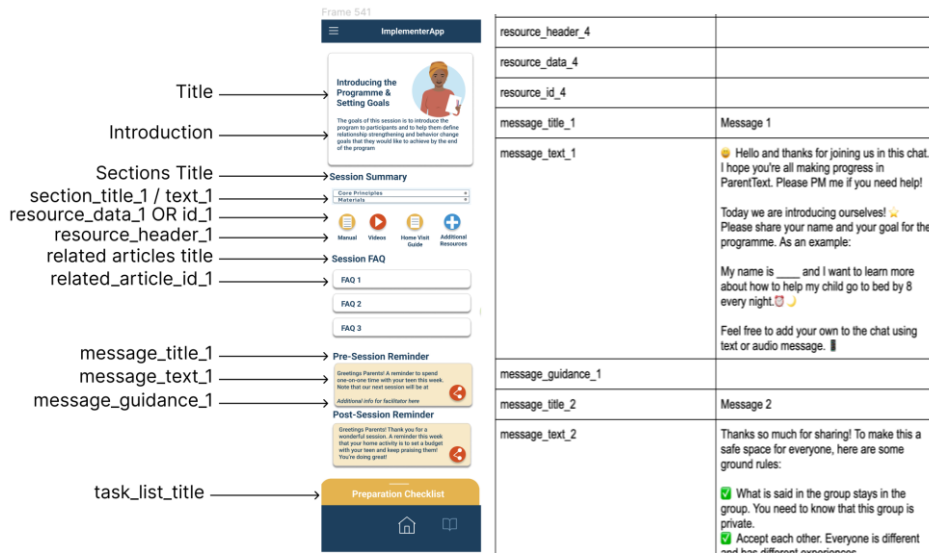 Frame 541
ImplementerApp
Title
Introducing the
Programme &
Setting Goals
Introduction
The goals of this session is to introduce the
program to participants and to help them define
relationship strengthening and behavior change
goals that they would like to achieve by the end
of the program
Sections Title
Session Summary
section_title_1 / text_1
Core Principles
Materials
resource_data_1 OR id_1
resource_header_1
Manual
Videos
Home Visit
Guide
Additional
Resources
related articles title
Session FAQ
related_article_id_1
FAQ 1
FAQ 2
FAQ 3
message_title_1
Pre-Session Reminder
message_text_1
Greetings Parents! A reminder to spend
one-on-one time with your teen this week.
Note that our next session will be at
message_guidance_1
Additional info for facilitator here
Post-Session Reminder
Greetings Parents! Thank you for a
wonderful session. A reminder this week
that your home activity is to set a budget
with your teen and keep praising them!
You're doing great!
task_list_title
Preparation Checklist
resource_header_4
resource_data_4
resource_id_4
message_title_1
Message 1
message_text_1
😀 Hello and thanks for joining us in this chat.
I hope you're all making progress in
ParentText. Please PM me if you need help!
Today we are introducing ourselves! ⭐
Please share your name and your goal for the
programme. As an example:
My name is ____ and I want to learn more
about how to help my child go to bed by 8
every night.⏰🌙
Feel free to add your own to the chat using
text or audio message. 📱
message_guidance_1
message_title_2
Message 2
message_text_2
Thanks so much for sharing! To make this a
safe space for everyone, here are some
ground rules:
✅ What is said in the group stays in the
group. You need to know that this group is
private.
✅ Accept each other. Everyone is different
and has different experiences